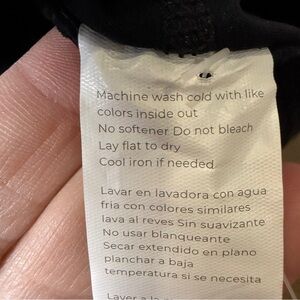 Machine wash cold with like
colors inside out
No softener Do not bleach
Lay flat to dry
Cool iron if needed
Lavar en lavadora con agua
fria con colores similares
lava al reves Sin suavizante
No usar blanqueante
Secar extendido en plano
planchar a baja
temperatura si se necesita
Laver a la